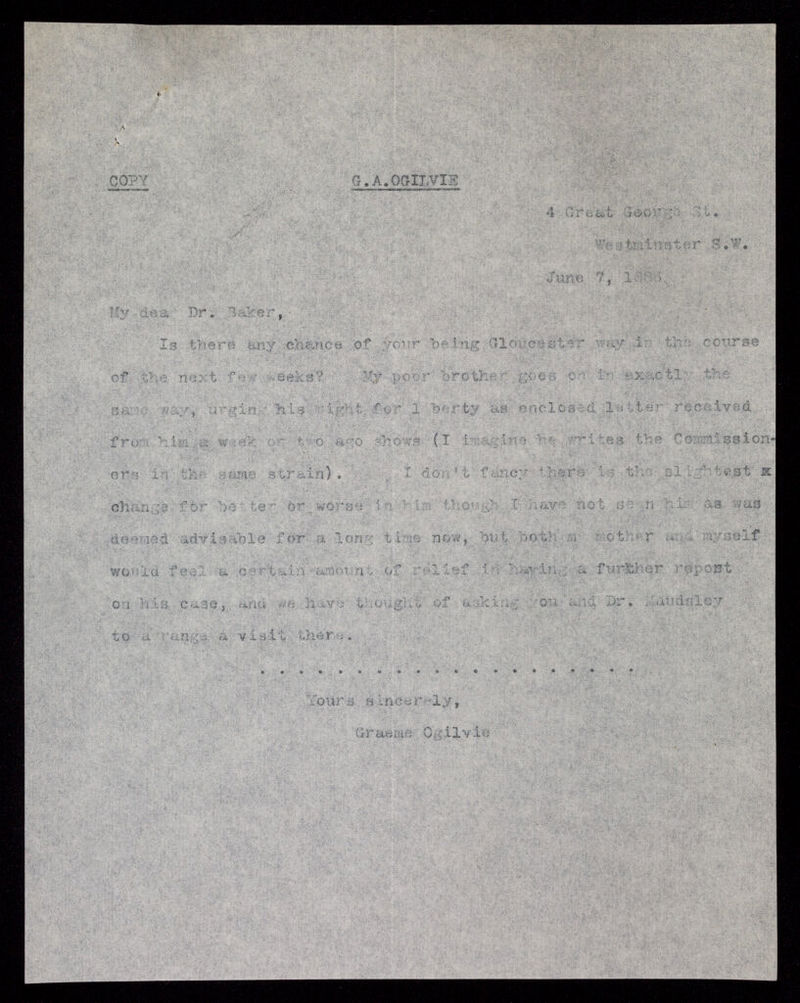 COPY G.A.OGILVIE
4 Great George St.
Westminster S.W.
June 7,
My dea Dr. Baker,
Is there any chance of your being Gloucester way in the course
of the next few weeks? My poor brother goes on in exactly the
same way, urging his right for l berty as enclosed letter received
from him a week or two ago shows (I imagine he writes the Commission-
ers in the same strain). I don't fancy there is the slightest x
change for better or worse in him though I have not seen him as was
deemed advisable for a long time now, but both my mother and myself
would feel a certain amount of relief in having a further repost
on his case, and we have thought of asking you and Dr. Maudsley
to arrange a visit there.
. . . . . . . . . . . . . . . . . . . .
Yours sincerely,
Graeme Ogilvie